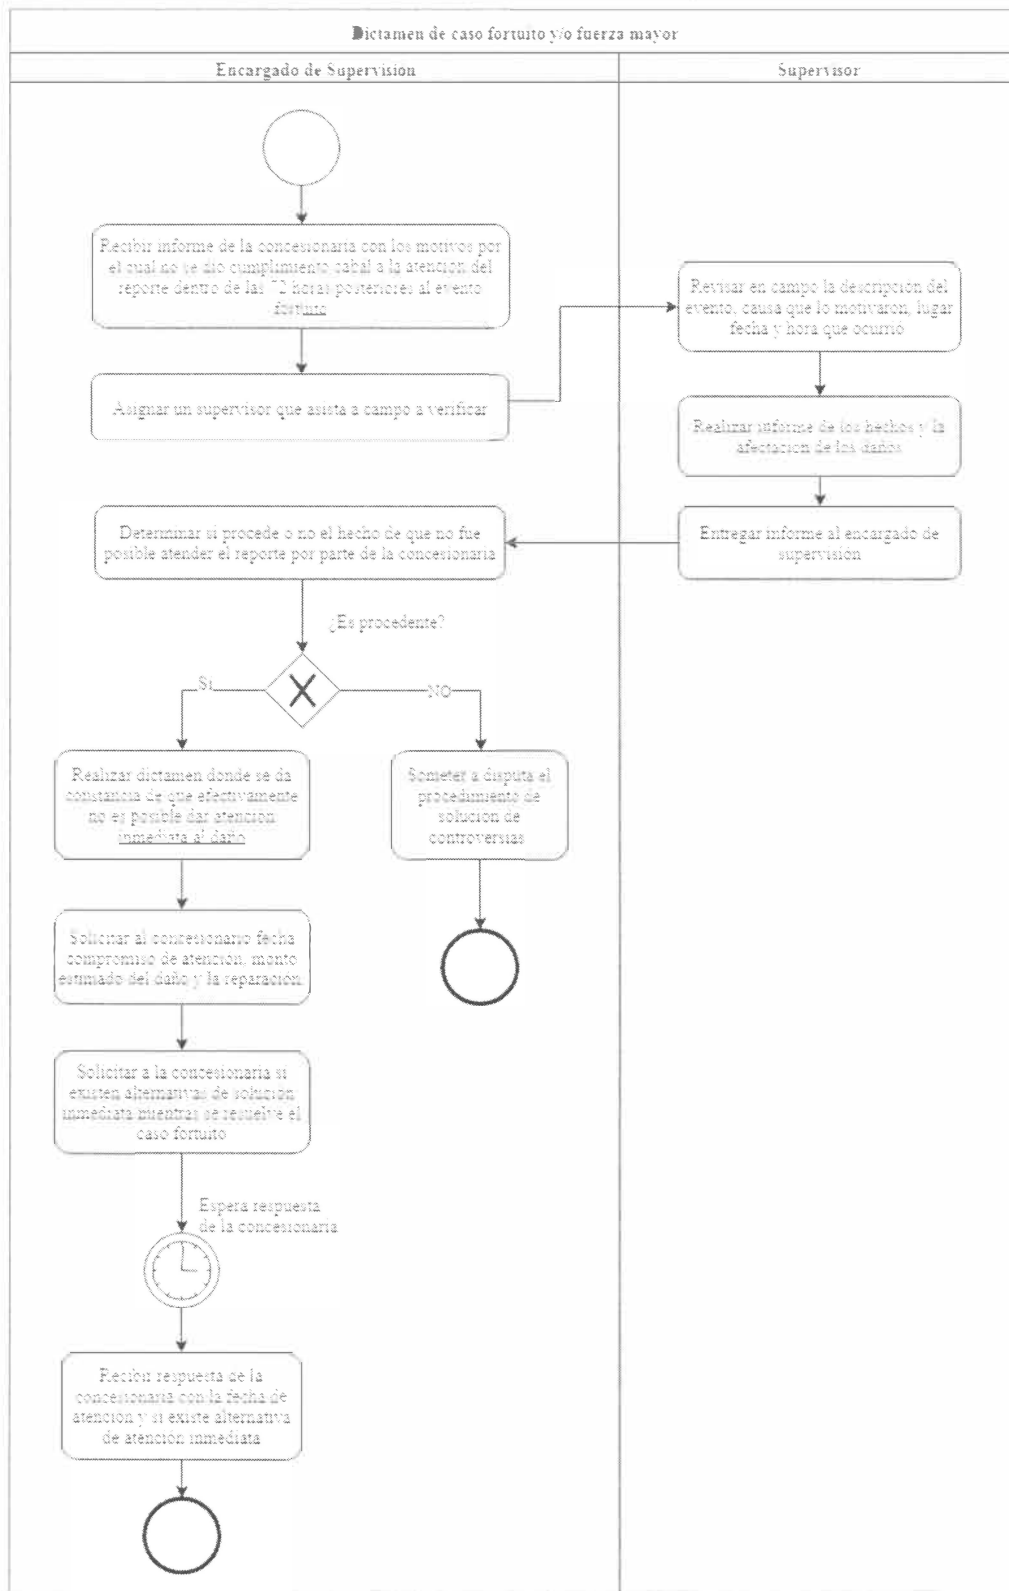 Dictamen de caso fortuito y/o fuerza mayor
Encargado de Supervision
Supervisor
Recibir informe de la concesionaria con los motivos por
el cual no se dio cumplimiento cabal a la atencion del
reporte dentro de las 72 horas posteriores al evento
fortuito
Asignar un supervisor que asista a campo a verificar
Revisar en campo la descripcion del
evento, causa que lo motivaron, lugar
fecha y hora que ocurrio
Realizar informe de los hechos y la
afectacion de los daños
Entregar informe al encargado de
supervisión
Determinar si procede o no el hecho de que no fue
posible atender el reporte por parte de la concesionaria
¿Es procedente?
Si
NO
Realizar dictamen donde se da
constancia de que efectivamente
no es posible dar atencion
inmediata al daño
Someter a disputa el
procedimiento de
solucion de
controversias
Solicitar al concesionario fecha
compromiso de atencion, monto
estimado del daño y la reparacion.
Solicitar a la concesionaria si
existen alternativas de solucion
inmediata mientras se resuelve el
caso fortuito
Espera respuesta
de la concesionaria
Recibir respuesta de la
concesionaria con la fecha de
atencion y si existe alternativa
de atención inmediata